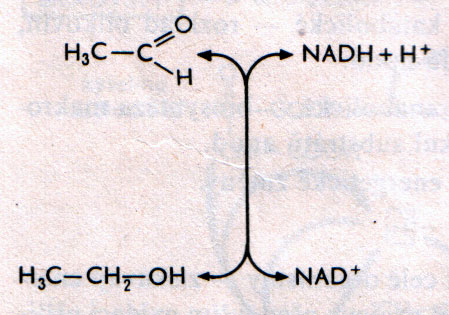 H₃C–C=O NADH + H⁺
H
H₃C–CH₂–OH NAD⁺